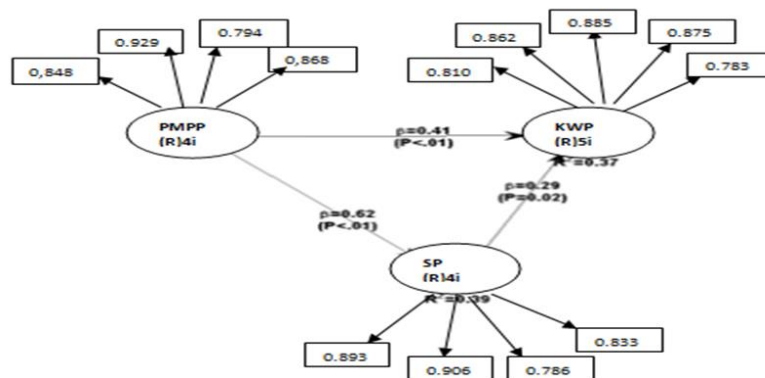 0.929
0.794
0,848
0,868
0.885
0.862
0.875
0.810
0.783
PMPP
(R)4i
β=0.41
(P<.01)
KWP
(R)5i
R²=0.37
β=0.29
(P=0.02)
β=0.62
(P<.01)
SP
(R)4i
R²=0.39
0.893
0.906
0.786
0.833